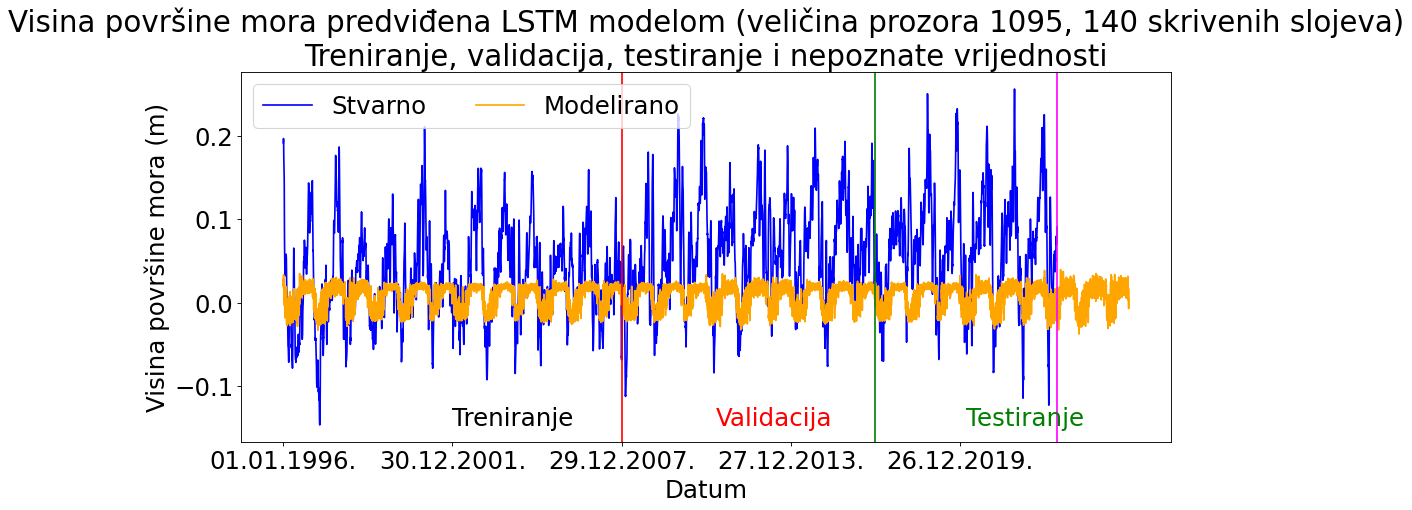 Visina površine mora predviđena LSTM modelom (veličina prozora 1095, 140 skrivenih slojeva)
Treniranje, validacija, testiranje i nepoznate vrijednosti
Stvarno
Modelirano
Visina površine mora (m)
0.2
0.1
0.0
−0.1
Treniranje
Validacija
Testiranje
01.01.1996.
30.12.2001.
29.12.2007.
27.12.2013.
26.12.2019.
Datum